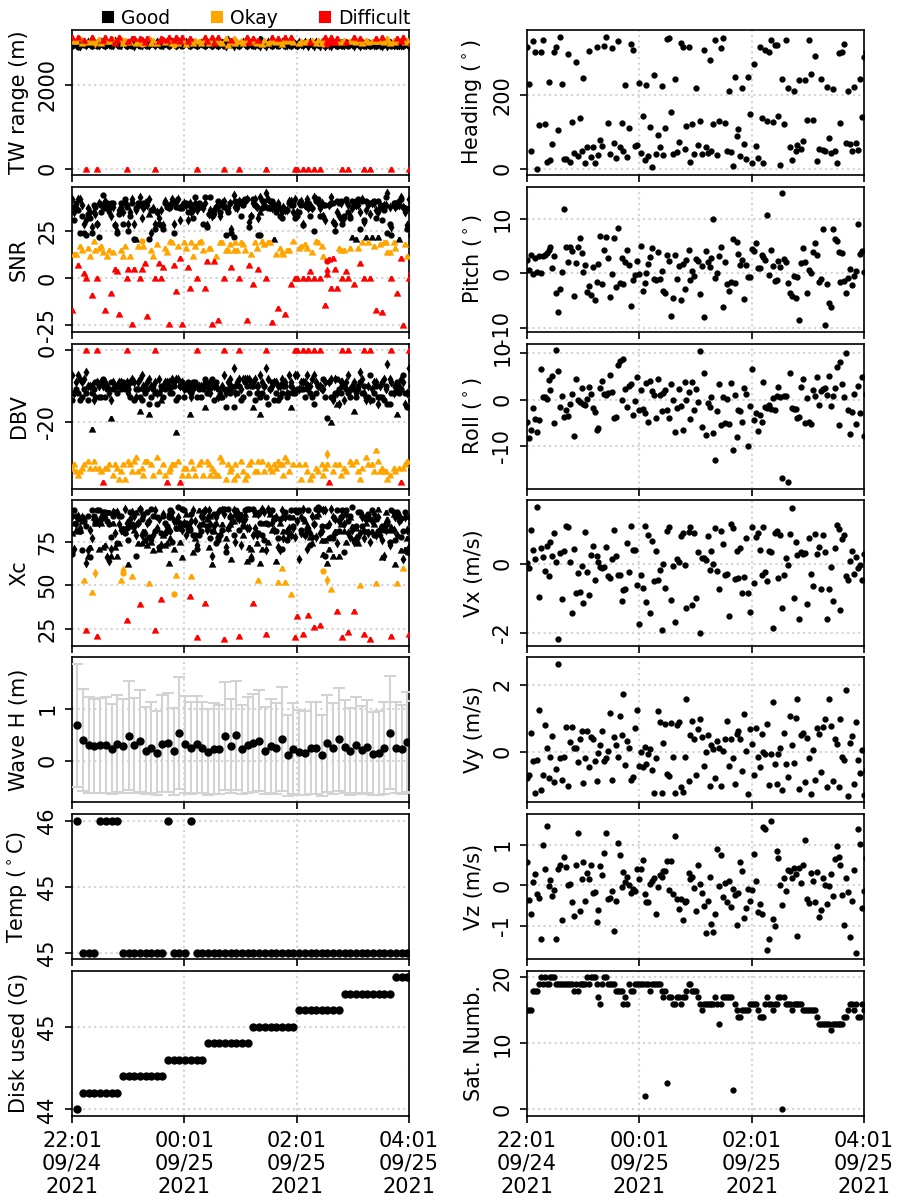 Good Okay Difficult
TW range (m)
2000
0
Heading (°)
200
0
SNR
25
0
-25
Pitch (°)
10
0
-10
DBV
0
-20
Roll (°)
10
0
-10
Xc
75
50
25
Vx (m/s)
0
-2
Wave H (m)
1
0
Vy (m/s)
2
0
Temp (°C)
46
45
45
Vz (m/s)
1
0
-1
Disk used (G)
45
44
Sat. Numb.
20
10
0
22:01 00:01 02:01 04:01 22:01 00:01 02:01 04:01
09/24 09/25 09/25 09/25 09/24 09/25 09/25 09/25
2021 2021 2021 2021 2021 2021 2021 2021